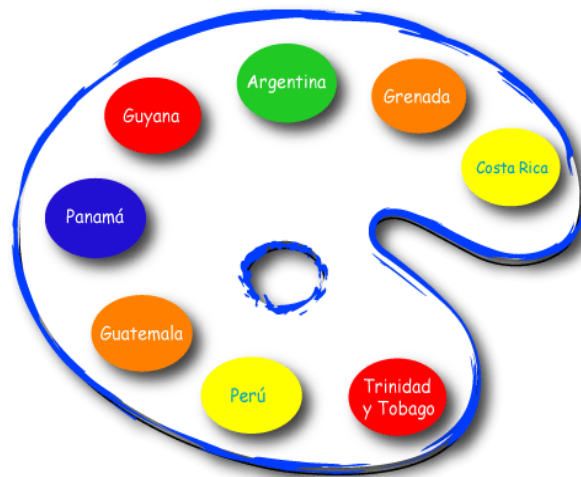 Argentina
Grenada
Guyana
Costa Rica
Panamá
Guatemala
Perú
Trinidad
y Tobago